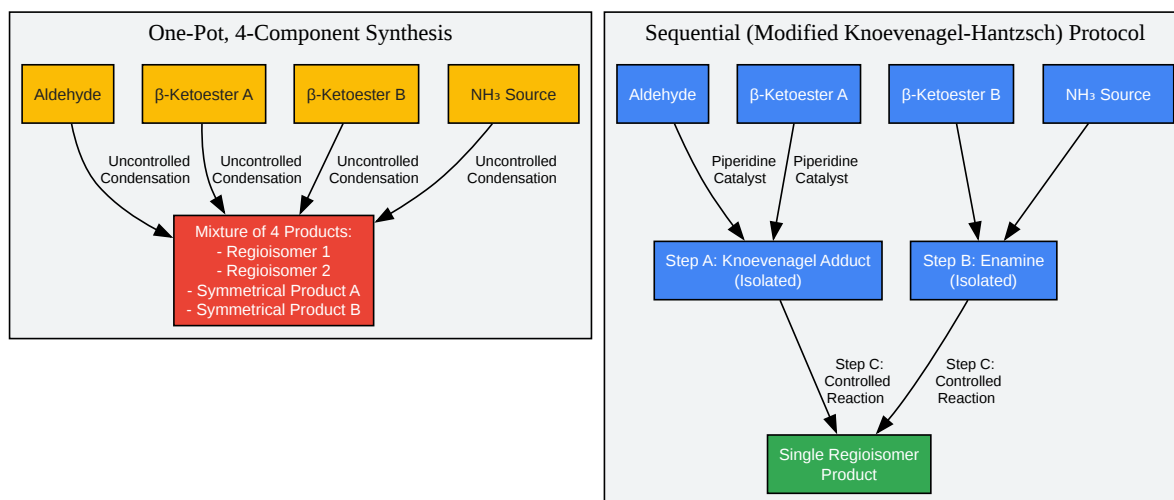 One-Pot, 4-Component Synthesis
Aldehyde
β-Ketoester A
β-Ketoester B
NH₃ Source
Uncontrolled
Condensation
Uncontrolled
Condensation
Uncontrolled
Condensation
Uncontrolled
Condensation
Mixture of 4 Products:
- Regioisomer 1
- Regioisomer 2
- Symmetrical Product A
- Symmetrical Product B
Sequential (Modified Knoevenagel-Hantzsch) Protocol
Aldehyde
β-Ketoester A
β-Ketoester B
NH₃ Source
Piperidine
Catalyst
Piperidine
Catalyst
Step A: Knoevenagel Adduct
(Isolated)
Step B: Enamine
(Isolated)
Step C:
Controlled
Reaction
Step C:
Controlled
Reaction
Single Regioisomer
Product